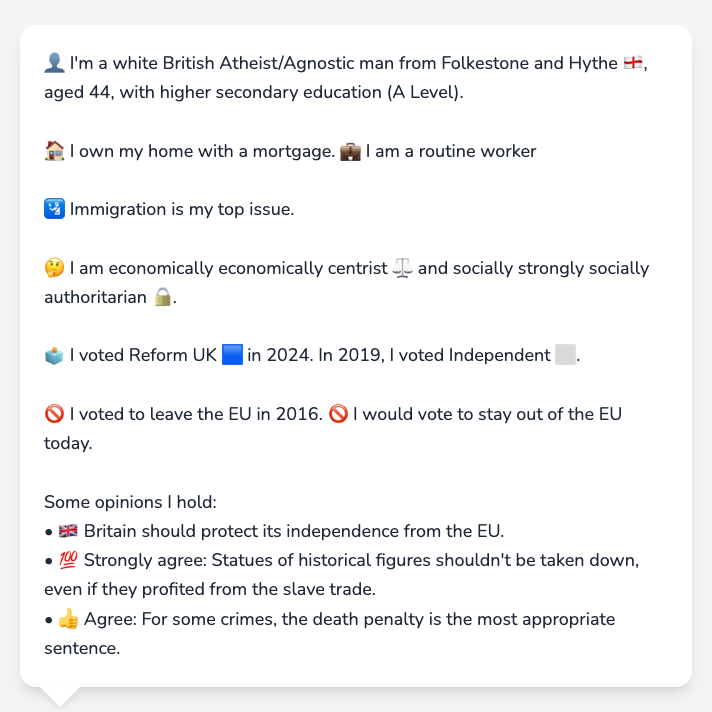 👤 I'm a white British Atheist/Agnostic man from Folkestone and Hythe 🏴󠁧󠁢󠁥󠁮󠁧󠁿,
aged 44, with higher secondary education (A Level).
🏠 I own my home with a mortgage. 💼 I am a routine worker
🛂 Immigration is my top issue.
🤔 I am economically economically centrist ⚖️ and socially strongly socially
authoritarian 🔒.
🗳️ I voted Reform UK 🟦 in 2024. In 2019, I voted Independent ⬜.
🚫 I voted to leave the EU in 2016. 🚫 I would vote to stay out of the EU
today.
Some opinions I hold:
• 🇬🇧 Britain should protect its independence from the EU.
• 💯 Strongly agree: Statues of historical figures shouldn't be taken down,
even if they profited from the slave trade.
• 👍 Agree: For some crimes, the death penalty is the most appropriate
sentence.